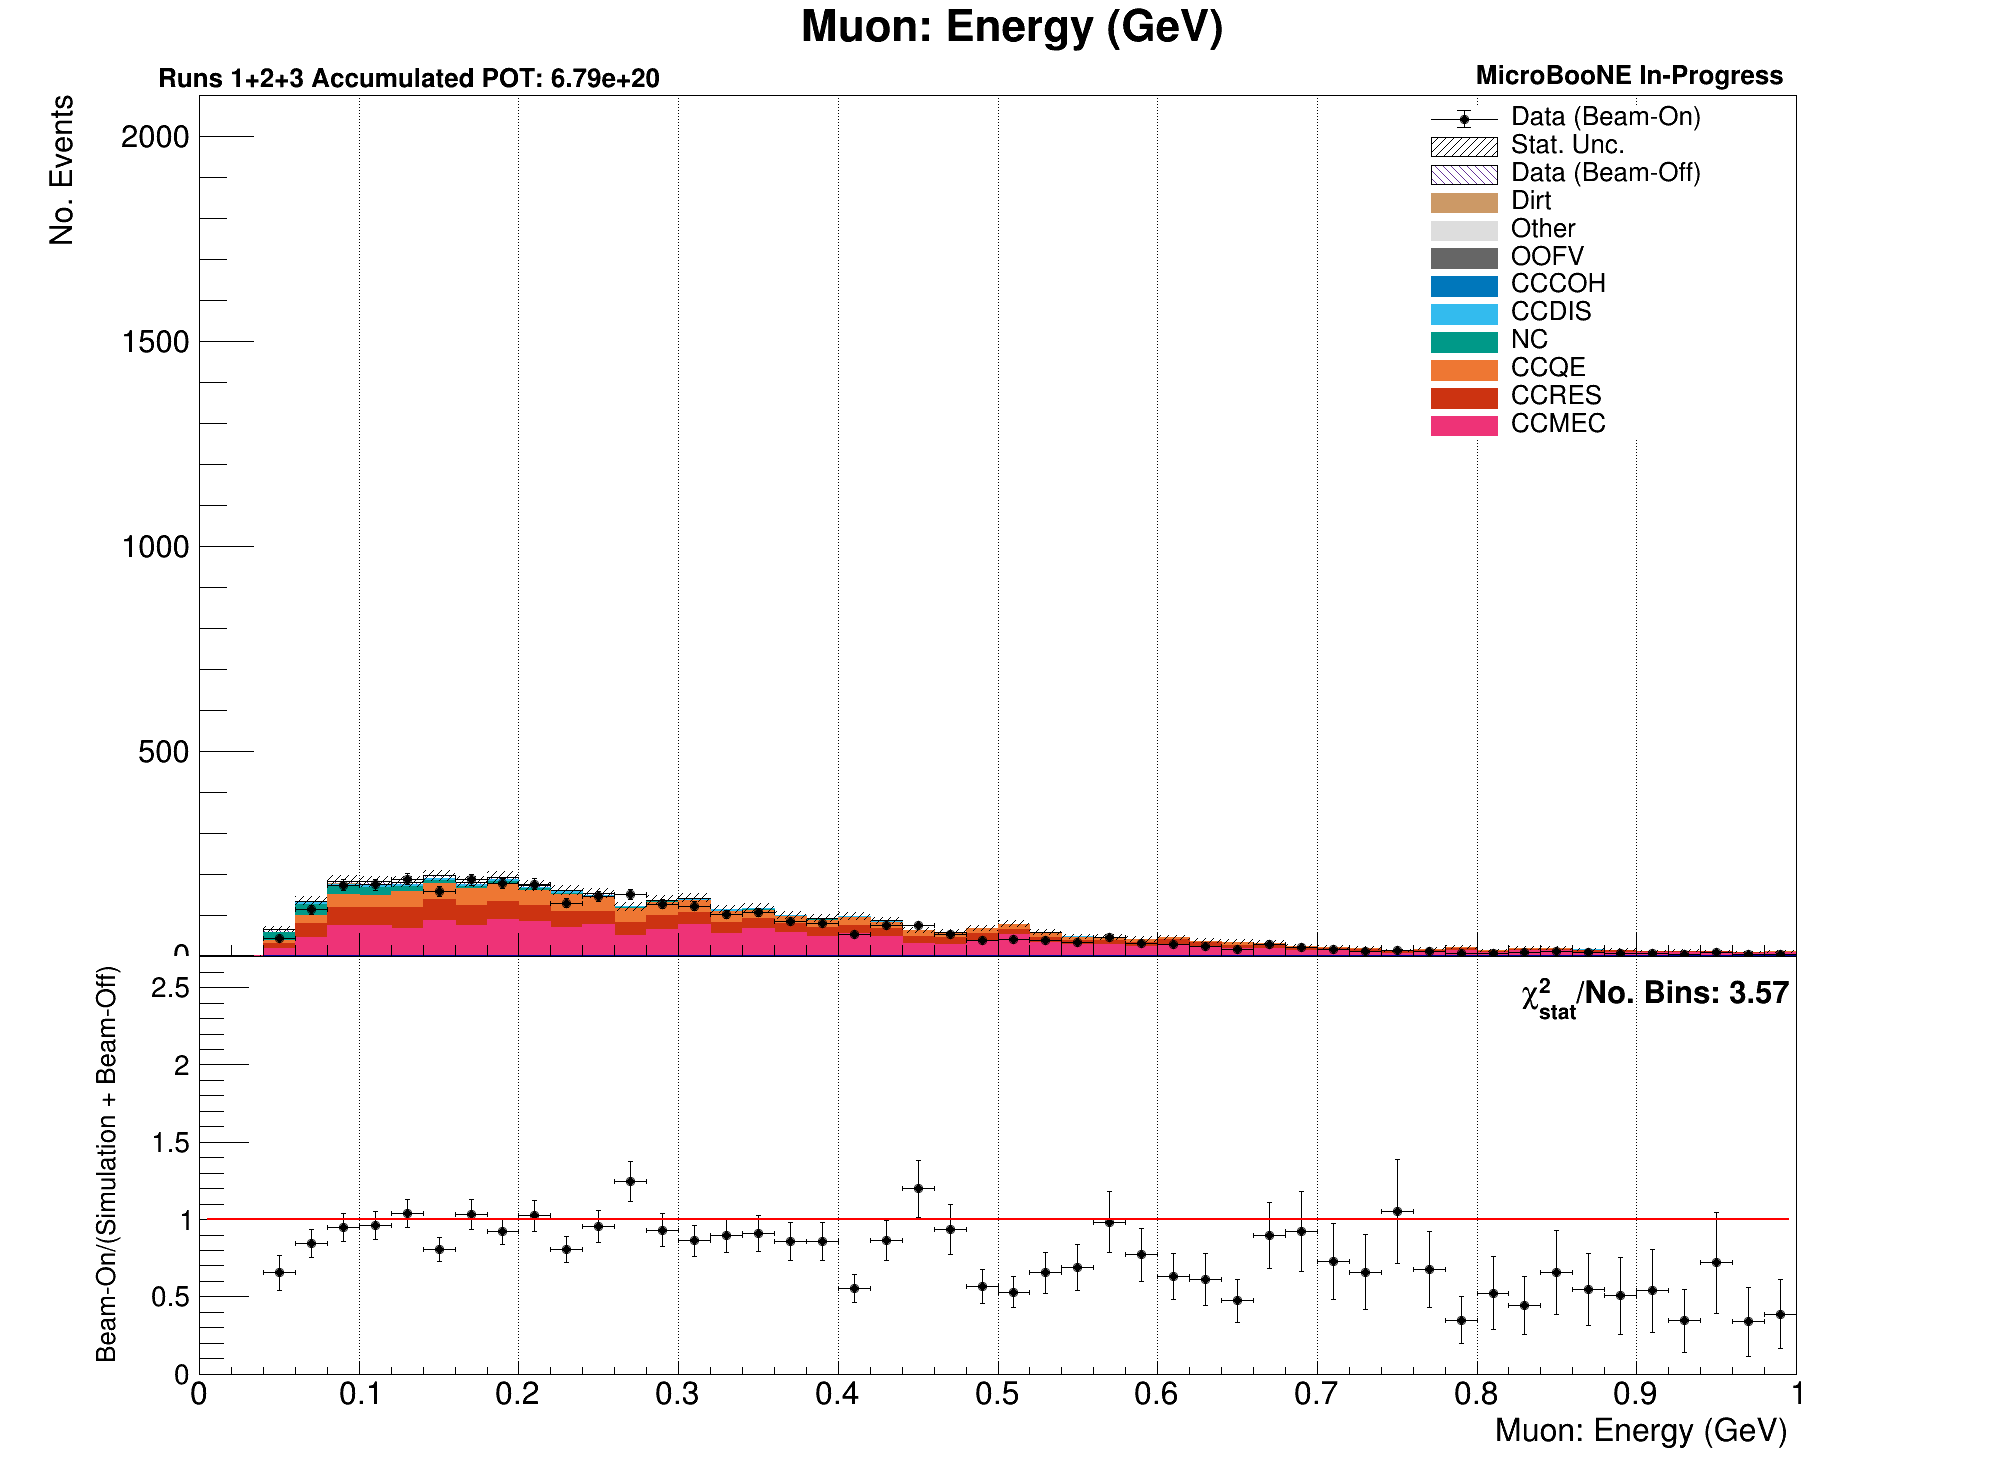 Muon: Energy (GeV)
Runs 1+2+3 Accumulated POT: 6.79e+20
MicroBooNE In-Progress
No. Events
2000
1500
1000
500
0
Data (Beam-On)
Stat. Unc.
Data (Beam-Off)
Dirt
Other
OOFV
CCCOH
CCDIS
NC
CCQE
CCRES
CCMEC
Beam-On/(Simulation + Beam-Off)
2.5
2
1.5
1
0.5
0
χ²stat/No. Bins: 3.57
0 0.1 0.2 0.3 0.4 0.5 0.6 0.7 0.8 0.9 1
Muon: Energy (GeV)